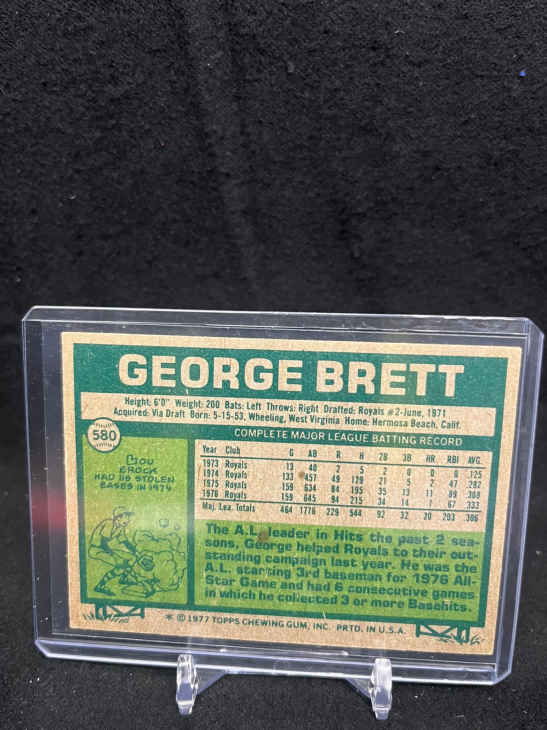 GEORGE BRETT
Height: 6'0" Weight: 200 Bats: Left Throws: Right Drafted: Royals #2-June, 1971
Acquired: Via Draft Born: 5-15-53, Wheeling, West Virginia Home: Hermosa Beach, Calif.
580
COMPLETE MAJOR LEAGUE BATTING RECORD
LOU
BROCK
HAD 118 STOLEN
BASES IN 1974
Year Club G AB R H 2B 3B HR RBI AVG.
1973 Royals 13 40 2 5 2 0 0 0 .125
1974 Royals 133 457 49 129 21 5 2 47 .282
1975 Royals 159 634 84 195 35 13 11 89 .308
1976 Royals 159 645 94 215 34 14 7 67 .333
Maj. Lea. Totals 464 1776 229 544 92 32 20 203 .306
The A.L. leader in Hits the past 2 sea-
sons, George helped Royals to their out-
standing campaign last year. He was the
A.L. starting 3rd baseman for 1976 All-
Star Game and had 6 consecutive games
in which he collected 3 or more Basehits.
* © 1977 TOPPS CHEWING GUM, INC. PRTD. IN U.S.A.